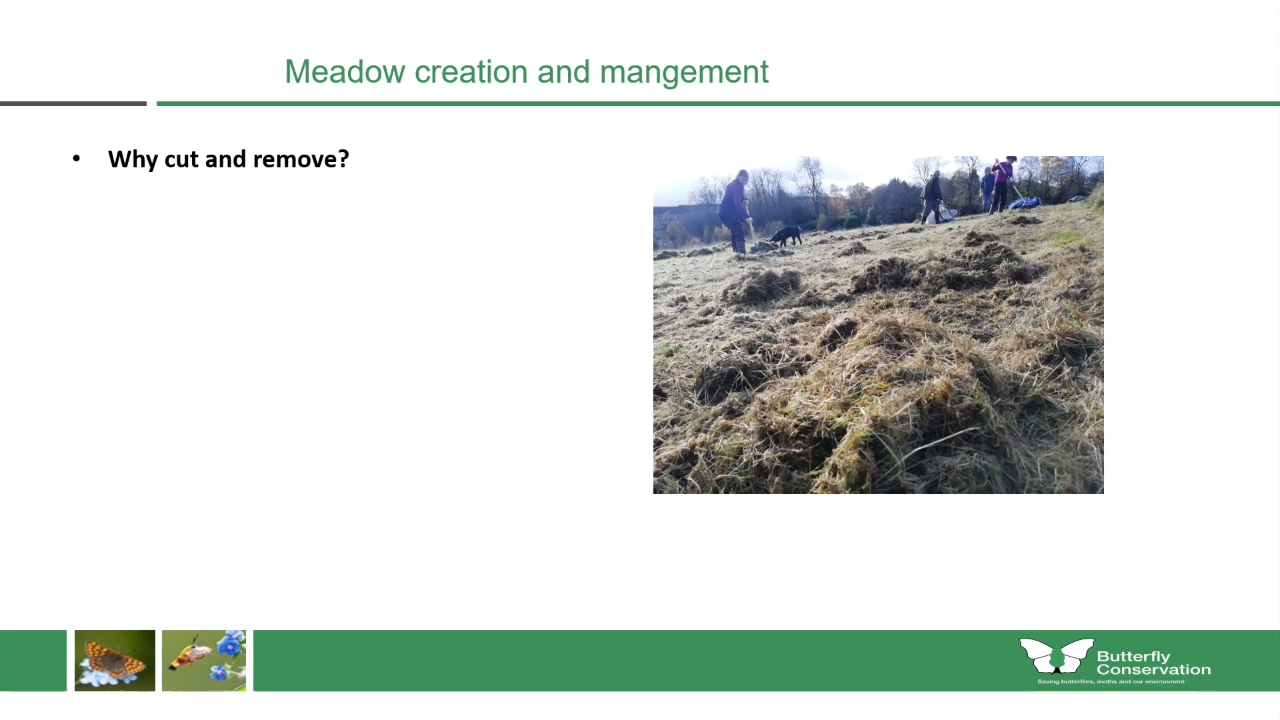 Meadow creation and mangement
• Why cut and remove?
Butterfly
Conservation
Saving butterflies, moths and our environment